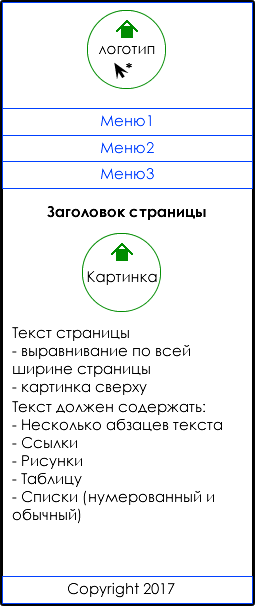 логотип
*
Меню1
Меню2
Меню3
Заголовок страницы
Картинка
Текст страницы
- выравнивание по всей
ширине страницы
- картинка сверху
Текст должен содержать:
- Несколько абзацев текста
- Ссылки
- Рисунки
- Таблицу
- Списки (нумерованный и
обычный)
Copyright 2017